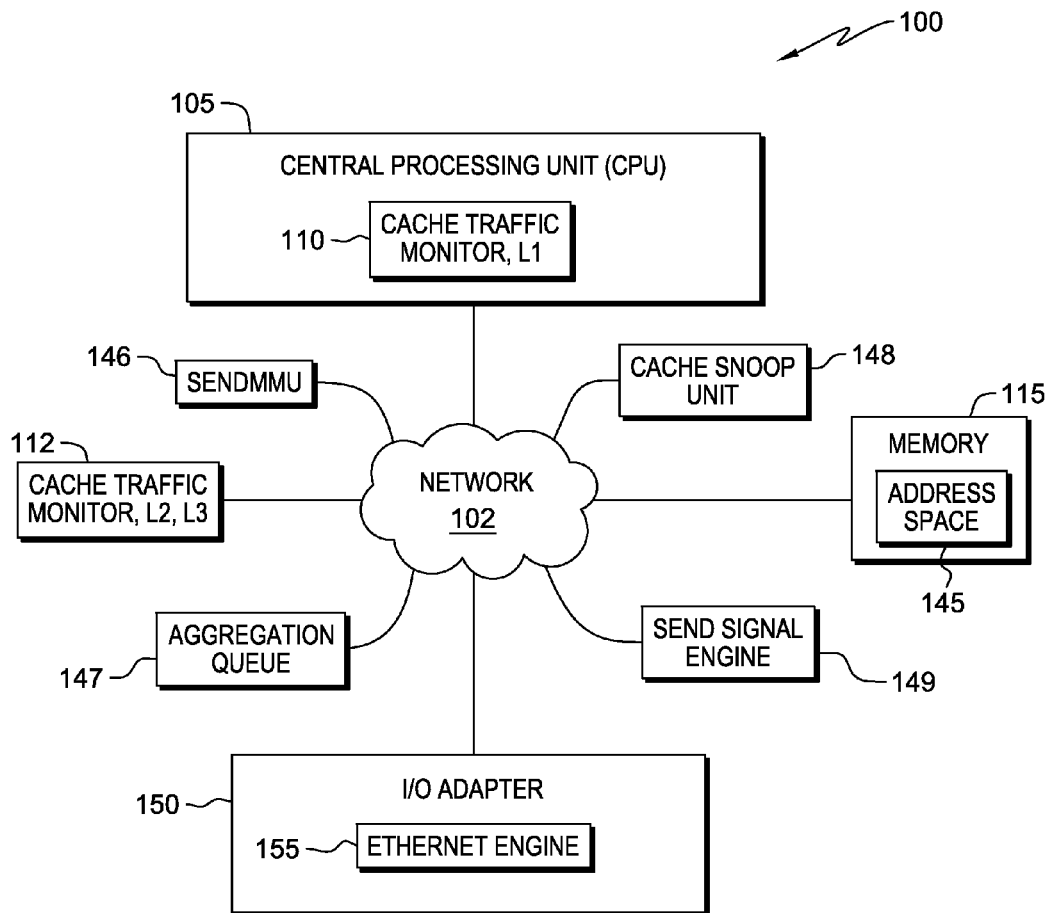 100
105
CENTRAL PROCESSING UNIT (CPU)
110
CACHE TRAFFIC
MONITOR, L1
146
SENDMMU
CACHE SNOOP
UNIT
148
115
MEMORY
ADDRESS
SPACE
145
112
CACHE TRAFFIC
MONITOR, L2, L3
NETWORK
102
AGGREGATION
QUEUE
147
SEND SIGNAL
ENGINE
149
150
I/O ADAPTER
155
ETHERNET ENGINE